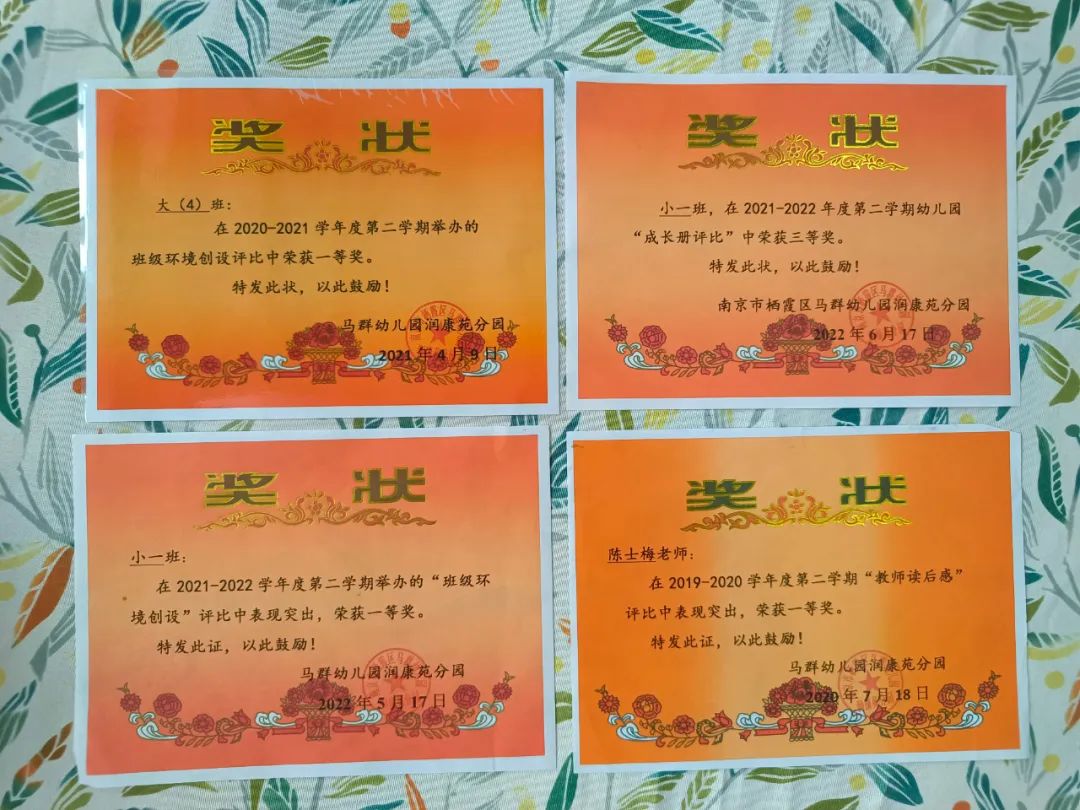 奖 状
大（4）班：
在 2020-2021 学年度第二学期举办的
班级环境创设评比中荣获一等奖。
特发此状，以此鼓励！
马群幼儿园润康苑分园
2021 年 4 月 9 日
奖 状
小一班，在 2021-2022 年度第二学期幼儿园
“成长册评比”中荣获三等奖。
特发此状，以此鼓励！
南京市栖霞区马群幼儿园润康苑分园
2022 年 6 月 17 日
奖 状
小一班：
在 2021-2022 学年度第二学期举办的“班级环
境创设”评比中表现突出，荣获一等奖。
特发此证，以此鼓励！
马群幼儿园润康苑分园
2022 年 5 月 17 日
奖 状
陈士梅老师：
在 2019-2020 学年度第二学期“教师读后感”
评比中表现突出，荣获一等奖。
特发此证，以此鼓励！
马群幼儿园润康苑分园
2020 年 7 月 18 日